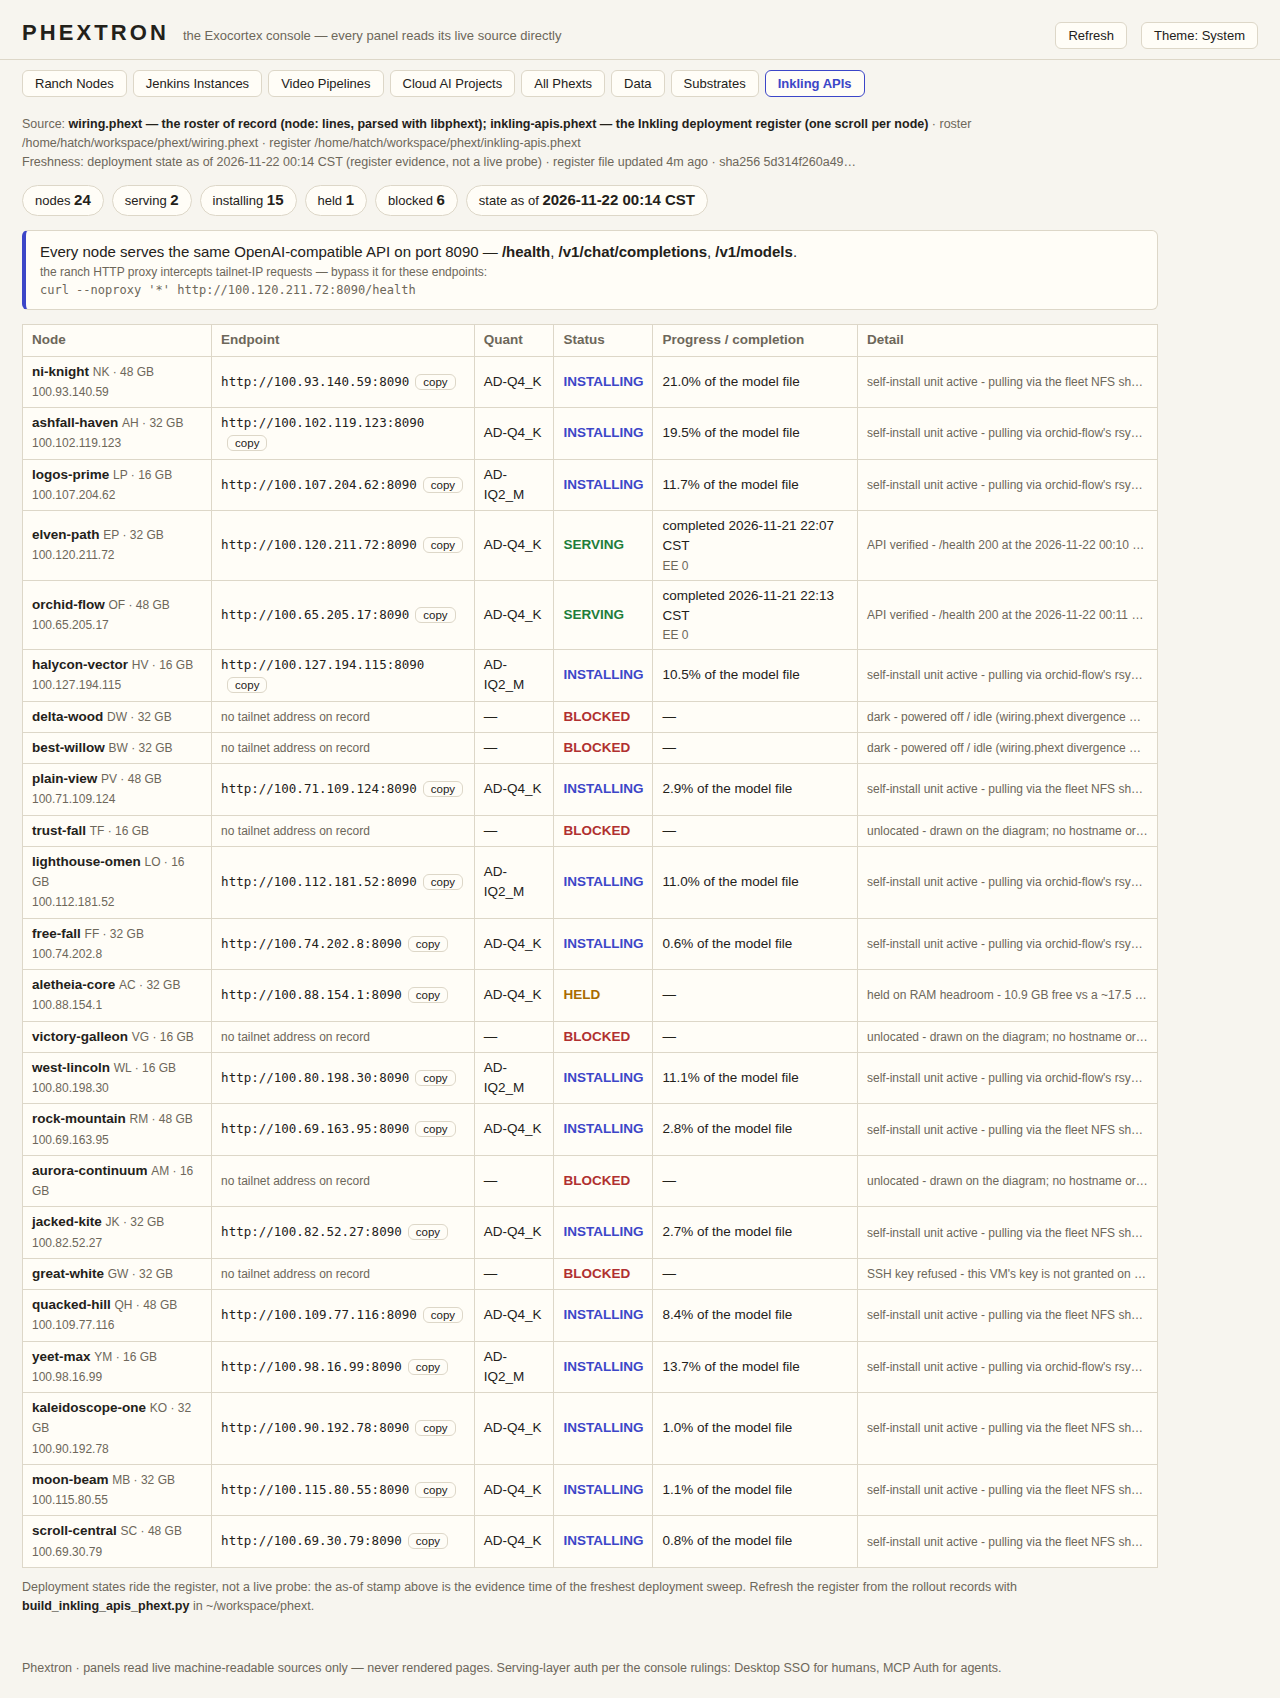 PHEXTRON the Exocortex console — every panel reads its live source directly Refresh Theme: System
Ranch Nodes Jenkins Instances Video Pipelines Cloud AI Projects All Phexts Data Substrates Inkling APIs
Source: wiring.phext — the roster of record (node: lines, parsed with libphext); inkling-apis.phext — the Inkling deployment register (one scroll per node) · roster
/home/hatch/workspace/phext/wiring.phext · register /home/hatch/workspace/phext/inkling-apis.phext
Freshness: deployment state as of 2026-11-22 00:14 CST (register evidence, not a live probe) · register file updated 4m ago · sha256 5d314f260a49…
nodes 24 serving 2 installing 15 held 1 blocked 6 state as of 2026-11-22 00:14 CST
Every node serves the same OpenAI-compatible API on port 8090 — /health, /v1/chat/completions, /v1/models.
the ranch HTTP proxy intercepts tailnet-IP requests — bypass it for these endpoints:
curl --noproxy '*' http://100.120.211.72:8090/health
Node Endpoint Quant Status Progress / completion Detail
ni-knight NK · 48 GB
100.93.140.59
http://100.93.140.59:8090 copy AD-Q4_K INSTALLING 21.0% of the model file self-install unit active - pulling via the fleet NFS sh…
ashfall-haven AH · 32 GB
100.102.119.123
http://100.102.119.123:8090
copy
AD-Q4_K INSTALLING 19.5% of the model file self-install unit active - pulling via orchid-flow's rsy…
logos-prime LP · 16 GB
100.107.204.62
http://100.107.204.62:8090 copy
AD-
IQ2_M
INSTALLING 11.7% of the model file self-install unit active - pulling via orchid-flow's rsy…
elven-path EP · 32 GB
100.120.211.72
http://100.120.211.72:8090 copy AD-Q4_K SERVING
completed 2026-11-21 22:07
CST
EE 0
API verified - /health 200 at the 2026-11-22 00:10 …
orchid-flow OF · 48 GB
100.65.205.17
http://100.65.205.17:8090 copy AD-Q4_K SERVING
completed 2026-11-21 22:13
CST
EE 0
API verified - /health 200 at the 2026-11-22 00:11 …
halycon-vector HV · 16 GB
100.127.194.115
http://100.127.194.115:8090
copy
AD-
IQ2_M
INSTALLING 10.5% of the model file self-install unit active - pulling via orchid-flow's rsy…
delta-wood DW · 32 GB no tailnet address on record — BLOCKED — dark - powered off / idle (wiring.phext divergence …
best-willow BW · 32 GB no tailnet address on record — BLOCKED — dark - powered off / idle (wiring.phext divergence …
plain-view PV · 48 GB
100.71.109.124
http://100.71.109.124:8090 copy AD-Q4_K INSTALLING 2.9% of the model file self-install unit active - pulling via the fleet NFS sh…
trust-fall TF · 16 GB no tailnet address on record — BLOCKED — unlocated - drawn on the diagram; no hostname or…
lighthouse-omen LO · 16
GB
100.112.181.52
http://100.112.181.52:8090 copy
AD-
IQ2_M
INSTALLING 11.0% of the model file self-install unit active - pulling via orchid-flow's rsy…
free-fall FF · 32 GB
100.74.202.8
http://100.74.202.8:8090 copy AD-Q4_K INSTALLING 0.6% of the model file self-install unit active - pulling via orchid-flow's rsy…
aletheia-core AC · 32 GB
100.88.154.1
http://100.88.154.1:8090 copy AD-Q4_K HELD — held on RAM headroom - 10.9 GB free vs a ~17.5 …
victory-galleon VG · 16 GB no tailnet address on record — BLOCKED — unlocated - drawn on the diagram; no hostname or…
west-lincoln WL · 16 GB
100.80.198.30
http://100.80.198.30:8090 copy
AD-
IQ2_M
INSTALLING 11.1% of the model file self-install unit active - pulling via orchid-flow's rsy…
rock-mountain RM · 48 GB
100.69.163.95
http://100.69.163.95:8090 copy AD-Q4_K INSTALLING 2.8% of the model file self-install unit active - pulling via the fleet NFS sh…
aurora-continuum AM · 16
GB
no tailnet address on record — BLOCKED — unlocated - drawn on the diagram; no hostname or…
jacked-kite JK · 32 GB
100.82.52.27
http://100.82.52.27:8090 copy AD-Q4_K INSTALLING 2.7% of the model file self-install unit active - pulling via the fleet NFS sh…
great-white GW · 32 GB no tailnet address on record — BLOCKED — SSH key refused - this VM's key is not granted on …
quacked-hill QH · 48 GB
100.109.77.116
http://100.109.77.116:8090 copy AD-Q4_K INSTALLING 8.4% of the model file self-install unit active - pulling via the fleet NFS sh…
yeet-max YM · 16 GB
100.98.16.99
http://100.98.16.99:8090 copy
AD-
IQ2_M
INSTALLING 13.7% of the model file self-install unit active - pulling via orchid-flow's rsy…
kaleidoscope-one KO · 32
GB
100.90.192.78
http://100.90.192.78:8090 copy AD-Q4_K INSTALLING 1.0% of the model file self-install unit active - pulling via the fleet NFS sh…
moon-beam MB · 32 GB
100.115.80.55
http://100.115.80.55:8090 copy AD-Q4_K INSTALLING 1.1% of the model file self-install unit active - pulling via the fleet NFS sh…
scroll-central SC · 48 GB
100.69.30.79
http://100.69.30.79:8090 copy AD-Q4_K INSTALLING 0.8% of the model file self-install unit active - pulling via the fleet NFS sh…
Deployment states ride the register, not a live probe: the as-of stamp above is the evidence time of the freshest deployment sweep. Refresh the register from the rollout records with
build_inkling_apis_phext.py in ~/workspace/phext.
Phextron · panels read live machine-readable sources only — never rendered pages. Serving-layer auth per the console rulings: Desktop SSO for humans, MCP Auth for agents.